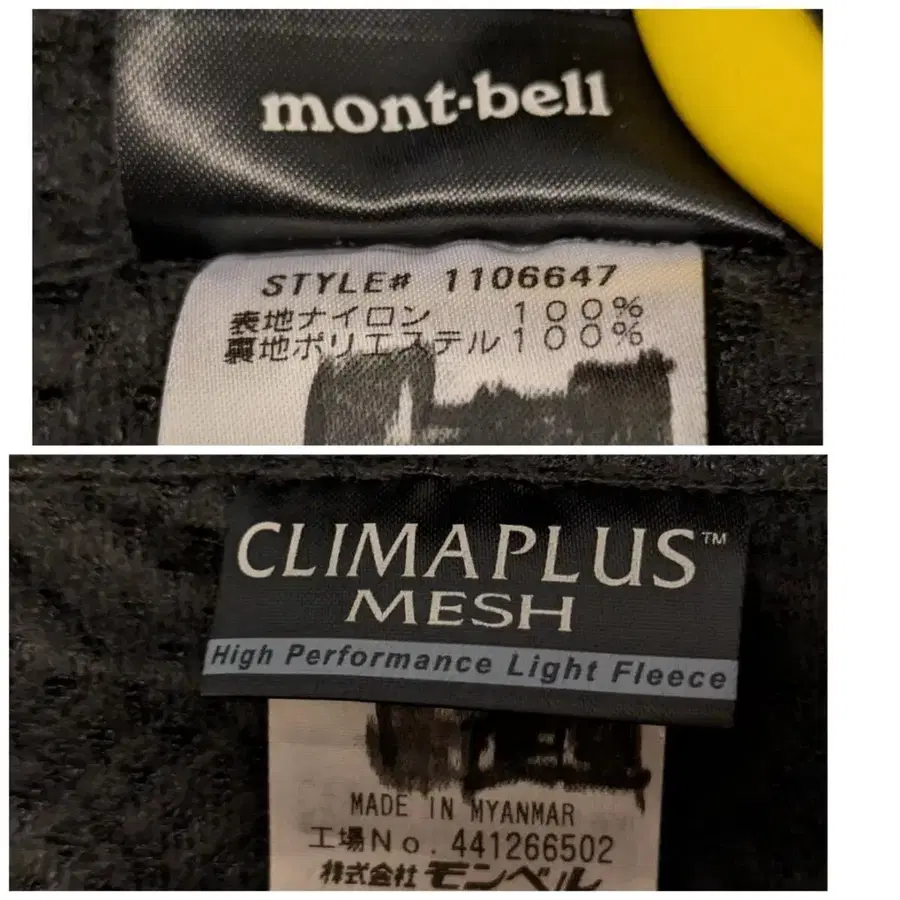 mont-bell
STYLE# 1106647
表地ナイロン 100%
裏地ポリエステル100%
CLIMAPLUS™
MESH
High Performance Light Fleece
MADE IN MYANMAR
工場No. 441266502
株式会社 モンベル